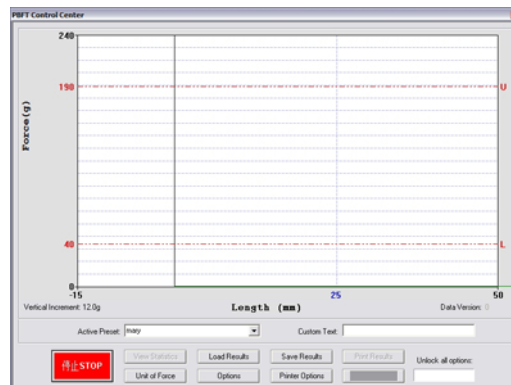 PBFT Control Center
240
190
U
Force(g)
40
L
0
-15
25
50
Vertical Increment: 12.0g
Length (mm)
Data Version: 0
Active Preset:
mary
Custom Text:
停止STOP
View Statistics
Load Results
Save Results
Print Results
Unlock all options:
Unit of Force
Options
Printer Options